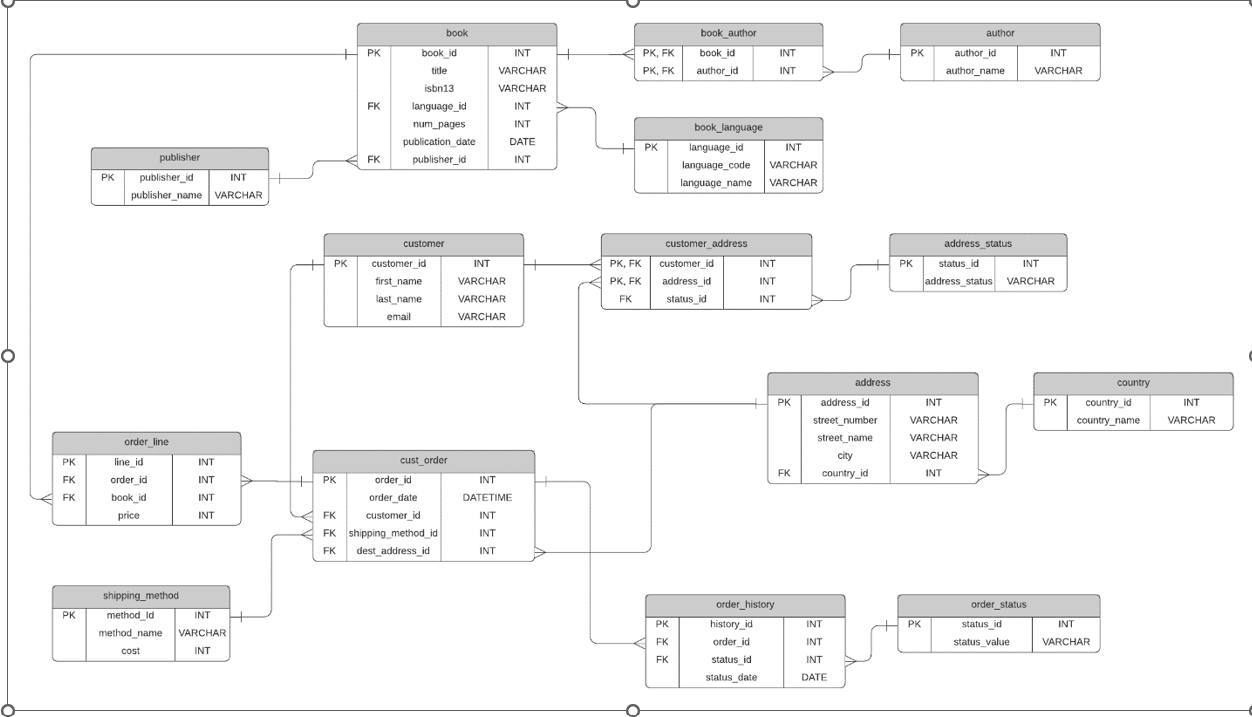 book
PK book_id INT
title VARCHAR
isbn13 VARCHAR
FK language_id INT
num_pages INT
publication_date DATE
FK publisher_id INT
book_author
PK, FK book_id INT
PK, FK author_id INT
author
PK author_id INT
author_name VARCHAR
book_language
PK language_id INT
language_code VARCHAR
language_name VARCHAR
publisher
PK publisher_id INT
publisher_name VARCHAR
customer
PK customer_id INT
first_name VARCHAR
last_name VARCHAR
email VARCHAR
customer_address
PK, FK customer_id INT
PK, FK address_id INT
FK status_id INT
address_status
PK status_id INT
address_status VARCHAR
address
PK address_id INT
street_number VARCHAR
street_name VARCHAR
city VARCHAR
FK country_id INT
country
PK country_id INT
country_name VARCHAR
order_line
PK line_id INT
FK order_id INT
FK book_id INT
price INT
cust_order
PK order_id INT
order_date DATETIME
FK customer_id INT
FK shipping_method_id INT
FK dest_address_id INT
shipping_method
PK method_Id INT
method_name VARCHAR
cost INT
order_history
PK history_id INT
FK order_id INT
FK status_id INT
status_date DATE
order_status
PK status_id INT
status_value VARCHAR